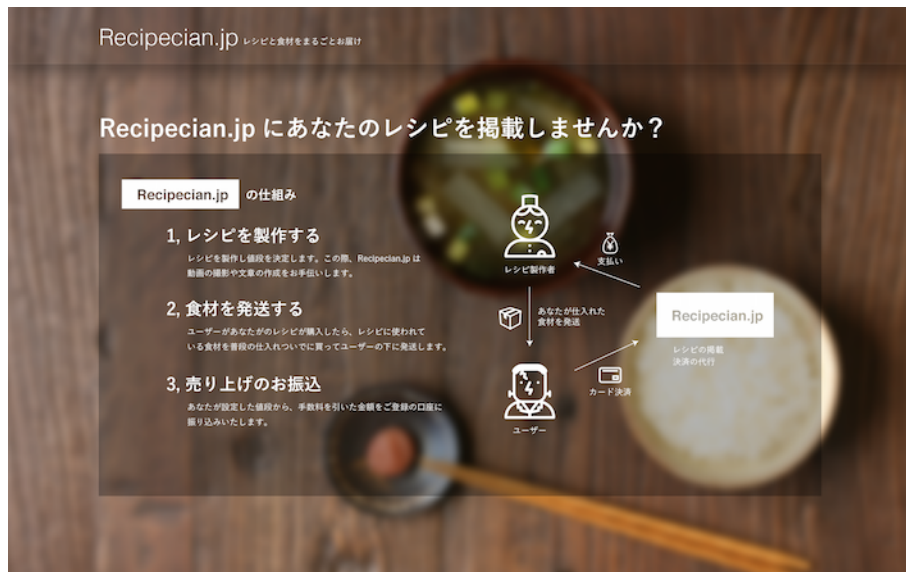 Recipecian.jp レシピと食材をまるごとお届け
Recipecian.jp にあなたのレシピを掲載しませんか？
Recipecian.jp の仕組み
1, レシピを製作する
レシピを製作し値段を決定します。この際、Recipecian.jp は
動画の撮影や文章の作成をお手伝いします。
2, 食材を発送する
ユーザーがあなたがのレシピが購入したら、レシピに使われて
いる食材を普段の仕入れついでに買ってユーザーの下に発送します。
3, 売り上げのお振込
あなたが設定した値段から、手数料を引いた金額をご登録の口座に
振り込みいたします。
レシピ製作者
¥
支払い
あなたが仕入れた
食材を発送
Recipecian.jp
レシピの掲載
決済の代行
カード決済
ユーザー